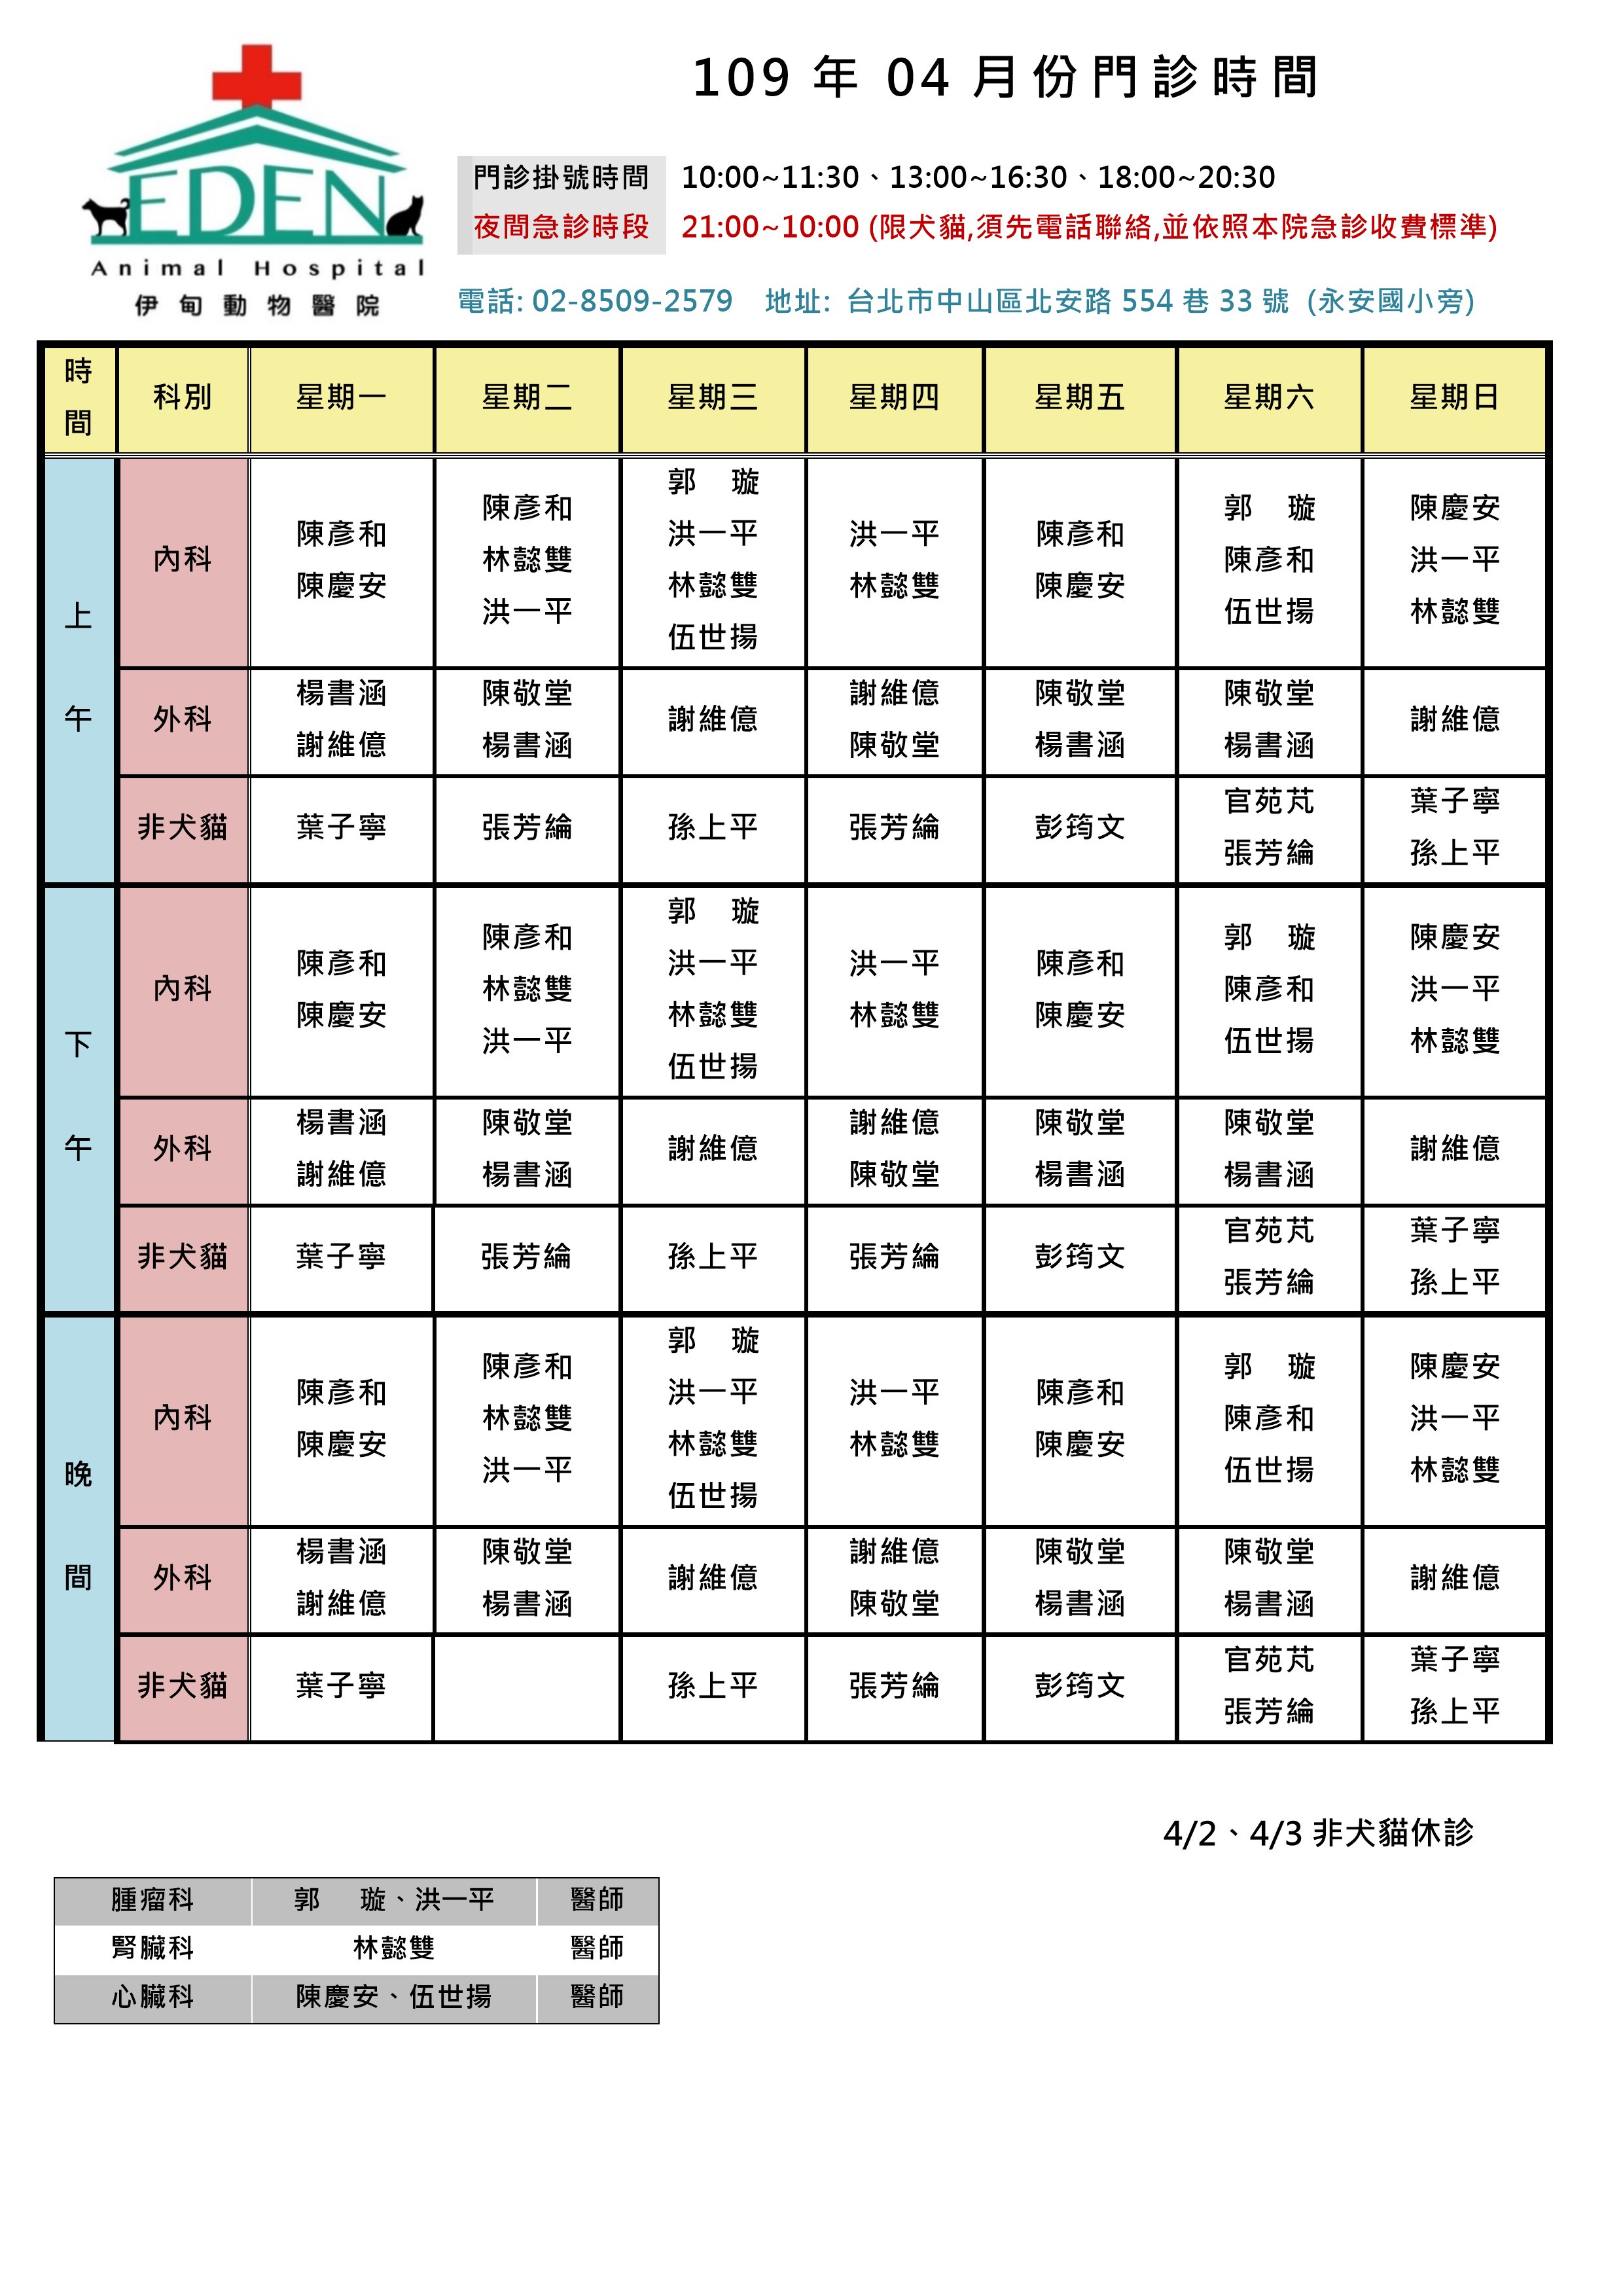 109 年 04 月份門診時間
EDEN
Animal Hospital
伊甸動物醫院
門診掛號時間 10:00~11:30、13:00~16:30、18:00~20:30
夜間急診時段 21:00~10:00 (限犬貓,須先電話聯絡,並依照本院急診收費標準)
電話: 02-8509-2579 地址: 台北市中山區北安路 554 巷 33 號 (永安國小旁)
時間 科別 星期一 星期二 星期三 星期四 星期五 星期六 星期日
上午
內科
陳彥和
陳慶安
陳彥和
林懿雙
洪一平
郭 璇
洪一平
林懿雙
伍世揚
洪一平
林懿雙
陳彥和
陳慶安
郭 璇
陳彥和
伍世揚
陳慶安
洪一平
林懿雙
外科
楊書涵
謝維億
陳敬堂
楊書涵
謝維億
謝維億
陳敬堂
陳敬堂
楊書涵
陳敬堂
楊書涵
謝維億
非犬貓
葉子寧
張芳綸
孫上平
張芳綸
彭筠文
官苑芃
張芳綸
葉子寧
孫上平
下午
內科
陳彥和
陳慶安
陳彥和
林懿雙
洪一平
郭 璇
洪一平
林懿雙
伍世揚
洪一平
林懿雙
陳彥和
陳慶安
郭 璇
陳彥和
伍世揚
陳慶安
洪一平
林懿雙
外科
楊書涵
謝維億
陳敬堂
楊書涵
謝維億
謝維億
陳敬堂
陳敬堂
楊書涵
陳敬堂
楊書涵
謝維億
非犬貓
葉子寧
張芳綸
孫上平
張芳綸
彭筠文
官苑芃
張芳綸
葉子寧
孫上平
晚間
內科
陳彥和
陳慶安
陳彥和
林懿雙
洪一平
郭 璇
洪一平
林懿雙
伍世揚
洪一平
林懿雙
陳彥和
陳慶安
郭 璇
陳彥和
伍世揚
陳慶安
洪一平
林懿雙
外科
楊書涵
謝維億
陳敬堂
楊書涵
謝維億
謝維億
陳敬堂
陳敬堂
楊書涵
陳敬堂
楊書涵
謝維億
非犬貓
葉子寧
孫上平
張芳綸
彭筠文
官苑芃
張芳綸
葉子寧
孫上平
4/2、4/3 非犬貓休診
腫瘤科 郭 璇、洪一平 醫師
腎臟科 林懿雙 醫師
心臟科 陳慶安、伍世揚 醫師